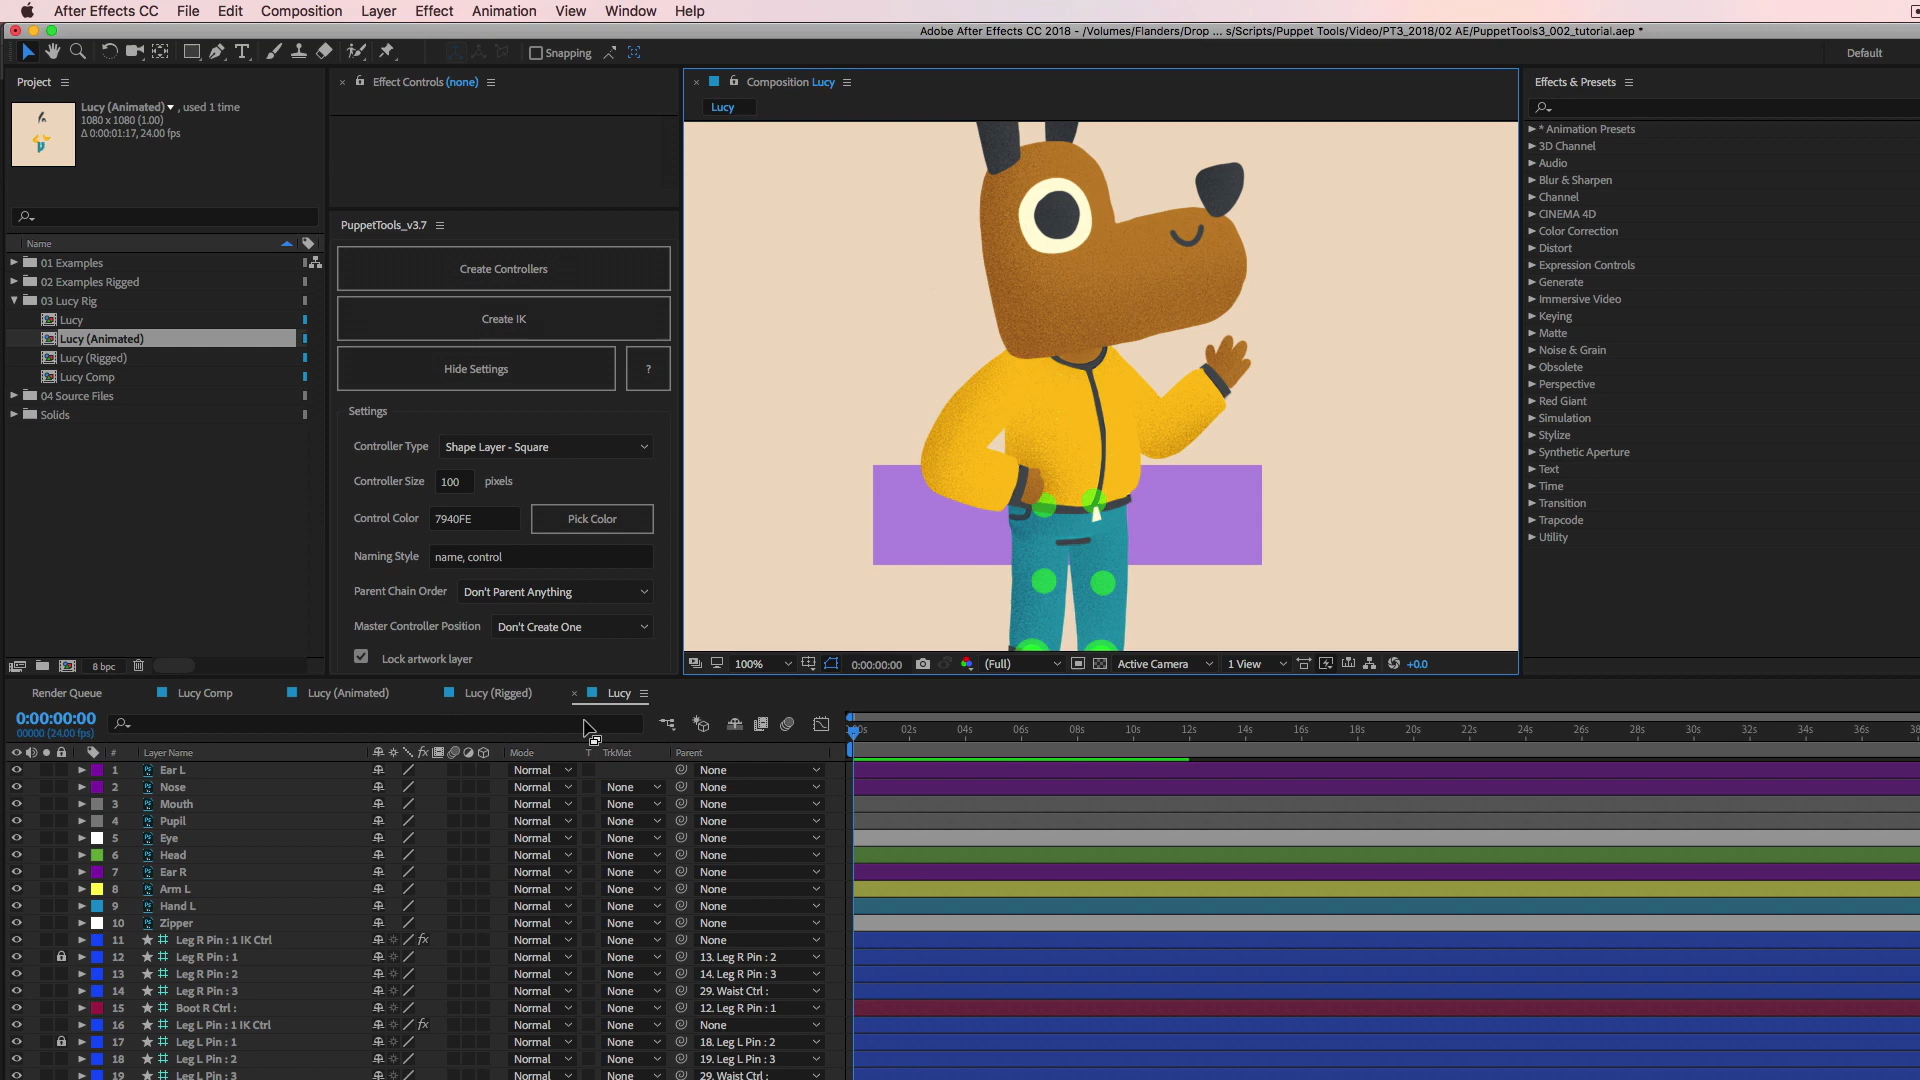 After Effects CC File Edit Composition Layer Effect Animation View Window Help
Adobe After Effects CC 2018 - /Volumes/Flanders/Drop ... s/Scripts/Puppet Tools/Video/PT3_2018/02 AE/PuppetTools3_002_tutorial.aep *
Snapping Default
Project
Lucy (Animated) , used 1 time
1080 x 1080 (1.00)
Δ 0:00:01:17, 24.00 fps
Name
01 Examples
02 Examples Rigged
03 Lucy Rig
Lucy
Lucy (Animated)
Lucy (Rigged)
Lucy Comp
04 Source Files
Solids
8 bpc
Effect Controls (none)
PuppetTools_v3.7
Create Controllers
Create IK
Hide Settings ?
Settings
Controller Type Shape Layer - Square
Controller Size 100 pixels
Control Color 7940FE Pick Color
Naming Style name, control
Parent Chain Order Don't Parent Anything
Master Controller Position Don't Create One
Lock artwork layer
Composition Lucy
Lucy
100% 0:00:00:00 (Full) Active Camera 1 View +0.0
Effects & Presets
* Animation Presets
3D Channel
Audio
Blur & Sharpen
Channel
CINEMA 4D
Color Correction
Distort
Expression Controls
Generate
Immersive Video
Keying
Matte
Noise & Grain
Obsolete
Perspective
Red Giant
Simulation
Stylize
Synthetic Aperture
Text
Time
Transition
Trapcode
Utility
Render Queue Lucy Comp Lucy (Animated) Lucy (Rigged) Lucy
0:00:00:00
00000 (24.00 fps)
02s 04s 06s 08s 10s 12s 14s 16s 18s 20s 22s 24s 26s 28s 30s 32s 34s 36s
# Layer Name fx Mode T TrkMat Parent
1 Ear L Normal None
2 Nose Normal None None
3 Mouth Normal None None
4 Pupil Normal None None
5 Eye Normal None None
6 Head Normal None None
7 Ear R Normal None None
8 Arm L Normal None None
9 Hand L Normal None None
10 Zipper Normal None None
11 Leg R Pin : 1 IK Ctrl fx Normal None None
12 Leg R Pin : 1 Normal None 13. Leg R Pin : 2
13 Leg R Pin : 2 Normal None 14. Leg R Pin : 3
14 Leg R Pin : 3 Normal None 29. Waist Ctrl :
15 Boot R Ctrl : Normal None 12. Leg R Pin : 1
16 Leg L Pin : 1 IK Ctrl fx Normal None None
17 Leg L Pin : 1 Normal None 18. Leg L Pin : 2
18 Leg L Pin : 2 Normal None 19. Leg L Pin : 3
19 Leg L Pin : 3 Normal None 29. Waist Ctrl :